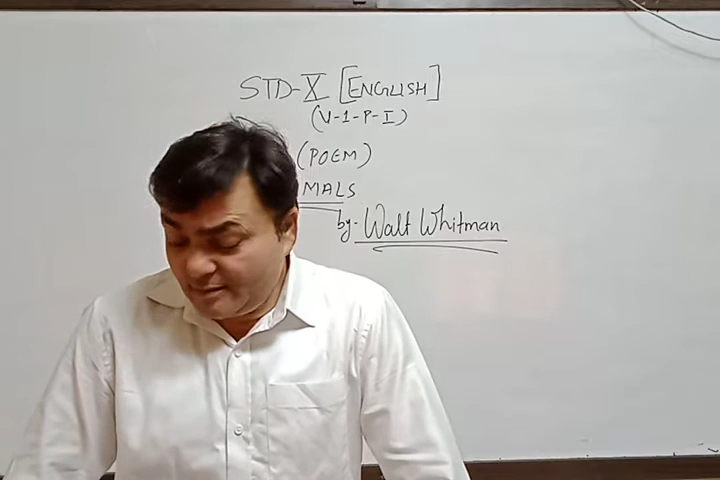 STD-X [ENGLISH]
(U-1-P-I)
(POEM)
MALS
by- Walt Whitman